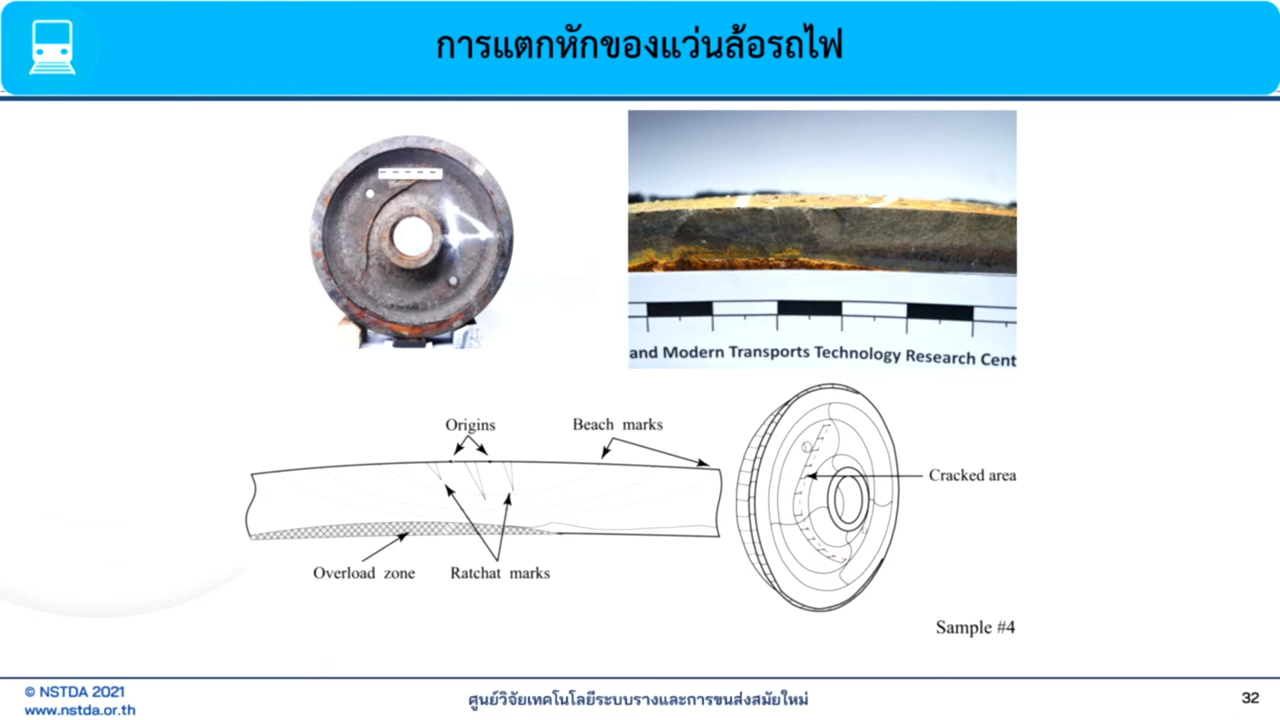 การแตกหักของแว่นล้อรถไฟ
and Modern Transports Technology Research Cent
Origins
Beach marks
Cracked area
Overload zone
Ratchat marks
Sample #4
© NSTDA 2021
www.nstda.or.th
ศูนย์วิจัยเทคโนโลยีระบบรางและการขนส่งสมัยใหม่
32